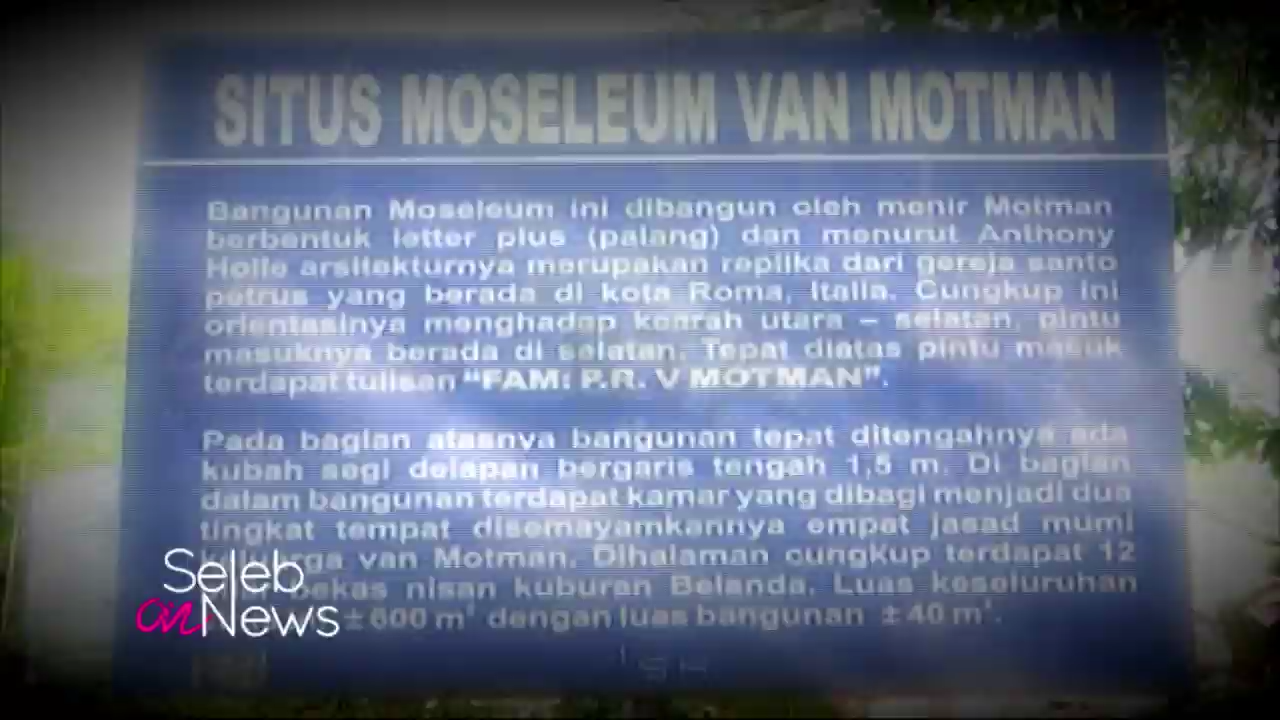 SITUS MOSELEUM VAN MOTMAN
Bangunan Moseleum ini dibangun oleh menir Motman
berbentuk letter plus (palang) dan menurut Anthony
Holle arsitekturnya merupakan replika dari gereja santo
petrus yang berada di kota Roma, Italia. Cungkup ini
orientasinya menghadap kearah utara – selatan, pintu
masuknya berada di selatan. Tepat diatas pintu masuk
terdapat tulisan “FAM: P.R. V MOTMAN”.
Pada bagian atasnya bangunan tepat ditengahnya ada
kubah segi delapan bergaris tengah 1,5 m. Di bagian
dalam bangunan terdapat kamar yang dibagi menjadi dua
tingkat tempat disemayamkannya empat jasad mumi
keluarga van Motman. Dihalaman cungkup terdapat 12
bekas nisan kuburan Belanda. Luas keseluruhan
± 600 m² dengan luas bangunan ± 40 m².
Seleb
on News